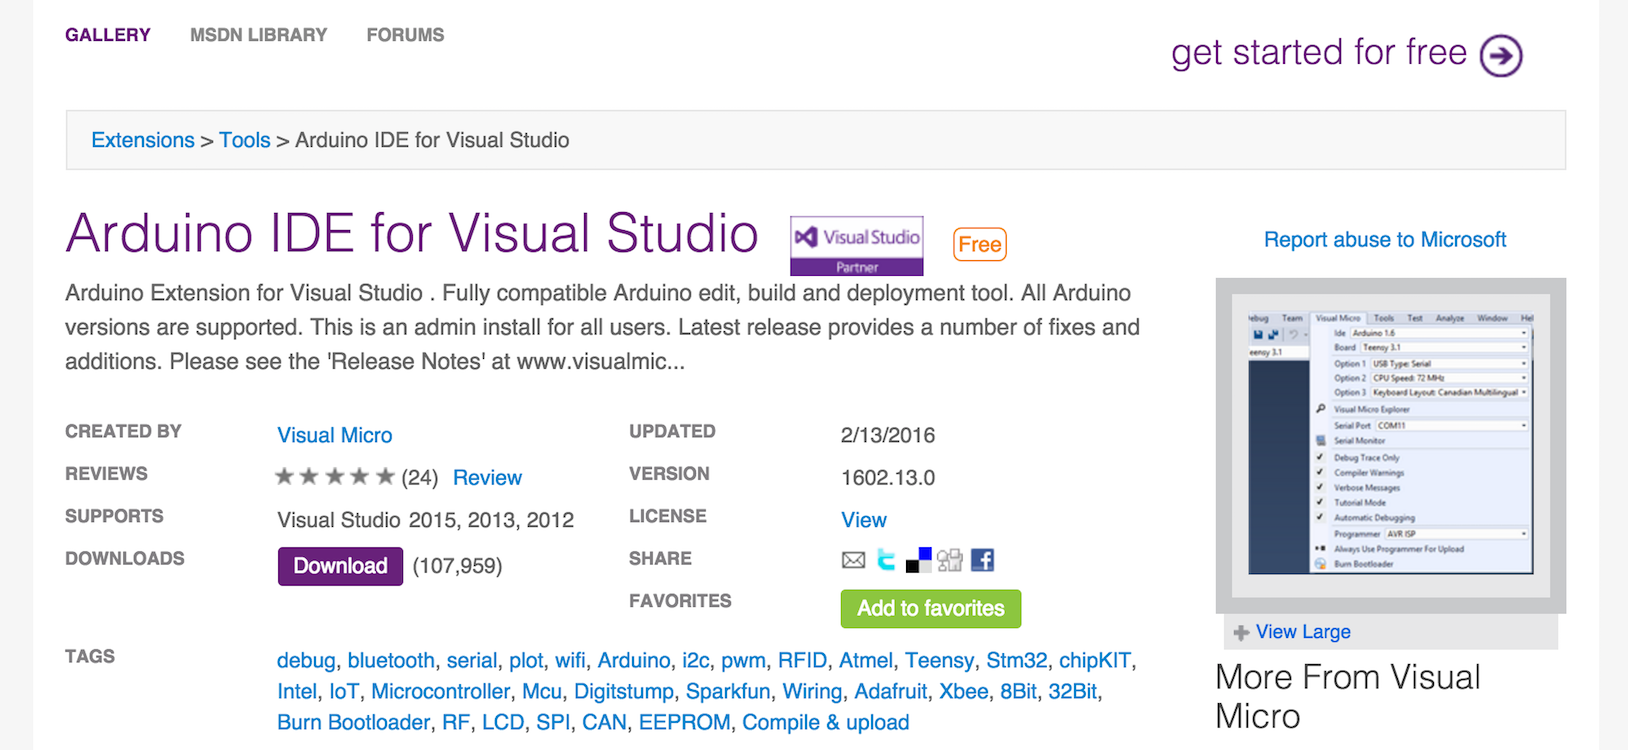 GALLERY MSDN LIBRARY FORUMS
get started for free
Extensions > Tools > Arduino IDE for Visual Studio
Arduino IDE for Visual Studio
Visual Studio
Partner
Free
Report abuse to Microsoft
Arduino Extension for Visual Studio . Fully compatible Arduino edit, build and deployment tool. All Arduino
versions are supported. This is an admin install for all users. Latest release provides a number of fixes and
additions. Please see the 'Release Notes' at www.visualmic...
CREATED BY Visual Micro
REVIEWS (24) Review
SUPPORTS Visual Studio 2015, 2013, 2012
DOWNLOADS Download (107,959)
UPDATED 2/13/2016
VERSION 1602.13.0
LICENSE View
SHARE
FAVORITES Add to favorites
TAGS debug, bluetooth, serial, plot, wifi, Arduino, i2c, pwm, RFID, Atmel, Teensy, Stm32, chipKIT,
Intel, IoT, Microcontroller, Mcu, Digitstump, Sparkfun, Wiring, Adafruit, Xbee, 8Bit, 32Bit,
Burn Bootloader, RF, LCD, SPI, CAN, EEPROM, Compile & upload
ebug Team Visual Micro Tools Test Analyze Window Hel
Ide Arduino 1.6
eensy 3.1 Board Teensy 3.1
Option 1 USB Type: Serial
Option 2 CPU Speed: 72 MHz
Option 3 Keyboard Layout: Canadian Multilingual
Visual Micro Explorer
Serial Port COM11
Serial Monitor
Debug Trace Only
Compiler Warnings
Verbose Messages
Tutorial Mode
Automatic Debugging
Programmer AVR ISP
Always Use Programmer For Upload
Burn Bootloader
View Large
More From Visual
Micro